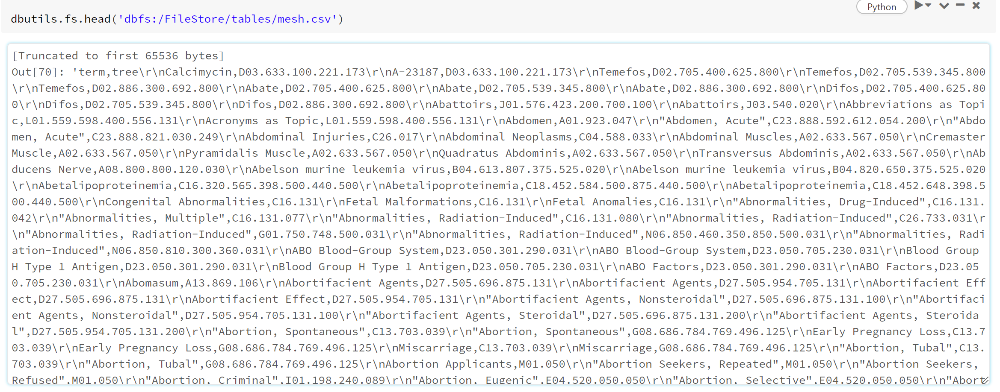 Python
dbutils.fs.head('dbfs:/FileStore/tables/mesh.csv')
[Truncated to first 65536 bytes]
Out[70]: 'term,tree\r\nCalcimycin,D03.633.100.221.173\r\nA-23187,D03.633.100.221.173\r\nTemefos,D02.705.400.625.800\r\nTemefos,D02.705.539.345.800
\r\nTemefos,D02.886.300.692.800\r\nAbate,D02.705.400.625.800\r\nAbate,D02.705.539.345.800\r\nAbate,D02.886.300.692.800\r\nDifos,D02.705.400.625.80
0\r\nDifos,D02.705.539.345.800\r\nDifos,D02.886.300.692.800\r\nAbattoirs,J01.576.423.200.700.100\r\nAbattoirs,J03.540.020\r\nAbbreviations as Topi
c,L01.559.598.400.556.131\r\nAcronyms as Topic,L01.559.598.400.556.131\r\nAbdomen,A01.923.047\r\n"Abdomen, Acute",C23.888.592.612.054.200\r\n"Abdo
men, Acute",C23.888.821.030.249\r\nAbdominal Injuries,C26.017\r\nAbdominal Neoplasms,C04.588.033\r\nAbdominal Muscles,A02.633.567.050\r\nCremaster
Muscle,A02.633.567.050\r\nPyramidalis Muscle,A02.633.567.050\r\nQuadratus Abdominis,A02.633.567.050\r\nTransversus Abdominis,A02.633.567.050\r\nAb
ducens Nerve,A08.800.800.120.030\r\nAbelson murine leukemia virus,B04.613.807.375.525.020\r\nAbelson murine leukemia virus,B04.820.650.375.525.020
\r\nAbetalipoproteinemia,C16.320.565.398.500.440.500\r\nAbetalipoproteinemia,C18.452.584.500.875.440.500\r\nAbetalipoproteinemia,C18.452.648.398.5
00.440.500\r\nCongenital Abnormalities,C16.131\r\nFetal Malformations,C16.131\r\nFetal Anomalies,C16.131\r\n"Abnormalities, Drug-Induced",C16.131.
042\r\n"Abnormalities, Multiple",C16.131.077\r\n"Abnormalities, Radiation-Induced",C16.131.080\r\n"Abnormalities, Radiation-Induced",C26.733.031\r
\n"Abnormalities, Radiation-Induced",G01.750.748.500.031\r\n"Abnormalities, Radiation-Induced",N06.850.460.350.850.500.031\r\n"Abnormalities, Radi
ation-Induced",N06.850.810.300.360.031\r\nABO Blood-Group System,D23.050.301.290.031\r\nABO Blood-Group System,D23.050.705.230.031\r\nBlood Group
H Type 1 Antigen,D23.050.301.290.031\r\nBlood Group H Type 1 Antigen,D23.050.705.230.031\r\nABO Factors,D23.050.301.290.031\r\nABO Factors,D23.05
0.705.230.031\r\nAbomasum,A13.869.106\r\nAbortifacient Agents,D27.505.696.875.131\r\nAbortifacient Agents,D27.505.954.705.131\r\nAbortifacient Eff
ect,D27.505.696.875.131\r\nAbortifacient Effect,D27.505.954.705.131\r\n"Abortifacient Agents, Nonsteroidal",D27.505.696.875.131.100\r\n"Abortifaci
ent Agents, Nonsteroidal",D27.505.954.705.131.100\r\n"Abortifacient Agents, Steroidal",D27.505.696.875.131.200\r\n"Abortifacient Agents, Steroida
l",D27.505.954.705.131.200\r\n"Abortion, Spontaneous",C13.703.039\r\n"Abortion, Spontaneous",G08.686.784.769.496.125\r\nEarly Pregnancy Loss,C13.7
03.039\r\nEarly Pregnancy Loss,G08.686.784.769.496.125\r\nMiscarriage,C13.703.039\r\nMiscarriage,G08.686.784.769.496.125\r\n"Abortion, Tubal",C13.
703.039\r\n"Abortion, Tubal",G08.686.784.769.496.125\r\nAbortion Applicants,M01.050\r\n"Abortion Seekers, Repeated",M01.050\r\n"Abortion Seekers,
Refused",M01.050\r\n"Abortion, Criminal",I01.198.240.089\r\n"Abortion, Eugenic",E04.520.050.050\r\n"Abortion, Selective",E04.520.050.050\r\n"Abort